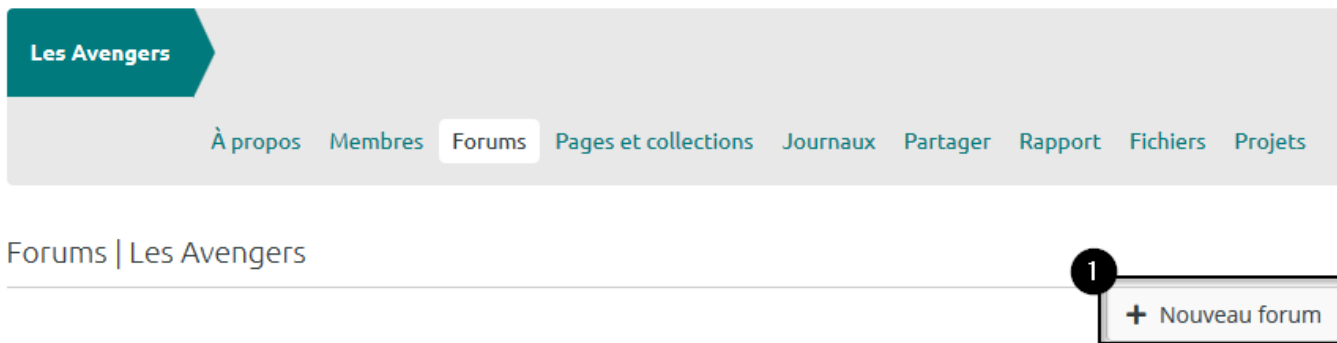 Les Avengers
À propos Membres Forums Pages et collections Journaux Partager Rapport Fichiers Projets
Forums | Les Avengers
1
+ Nouveau forum